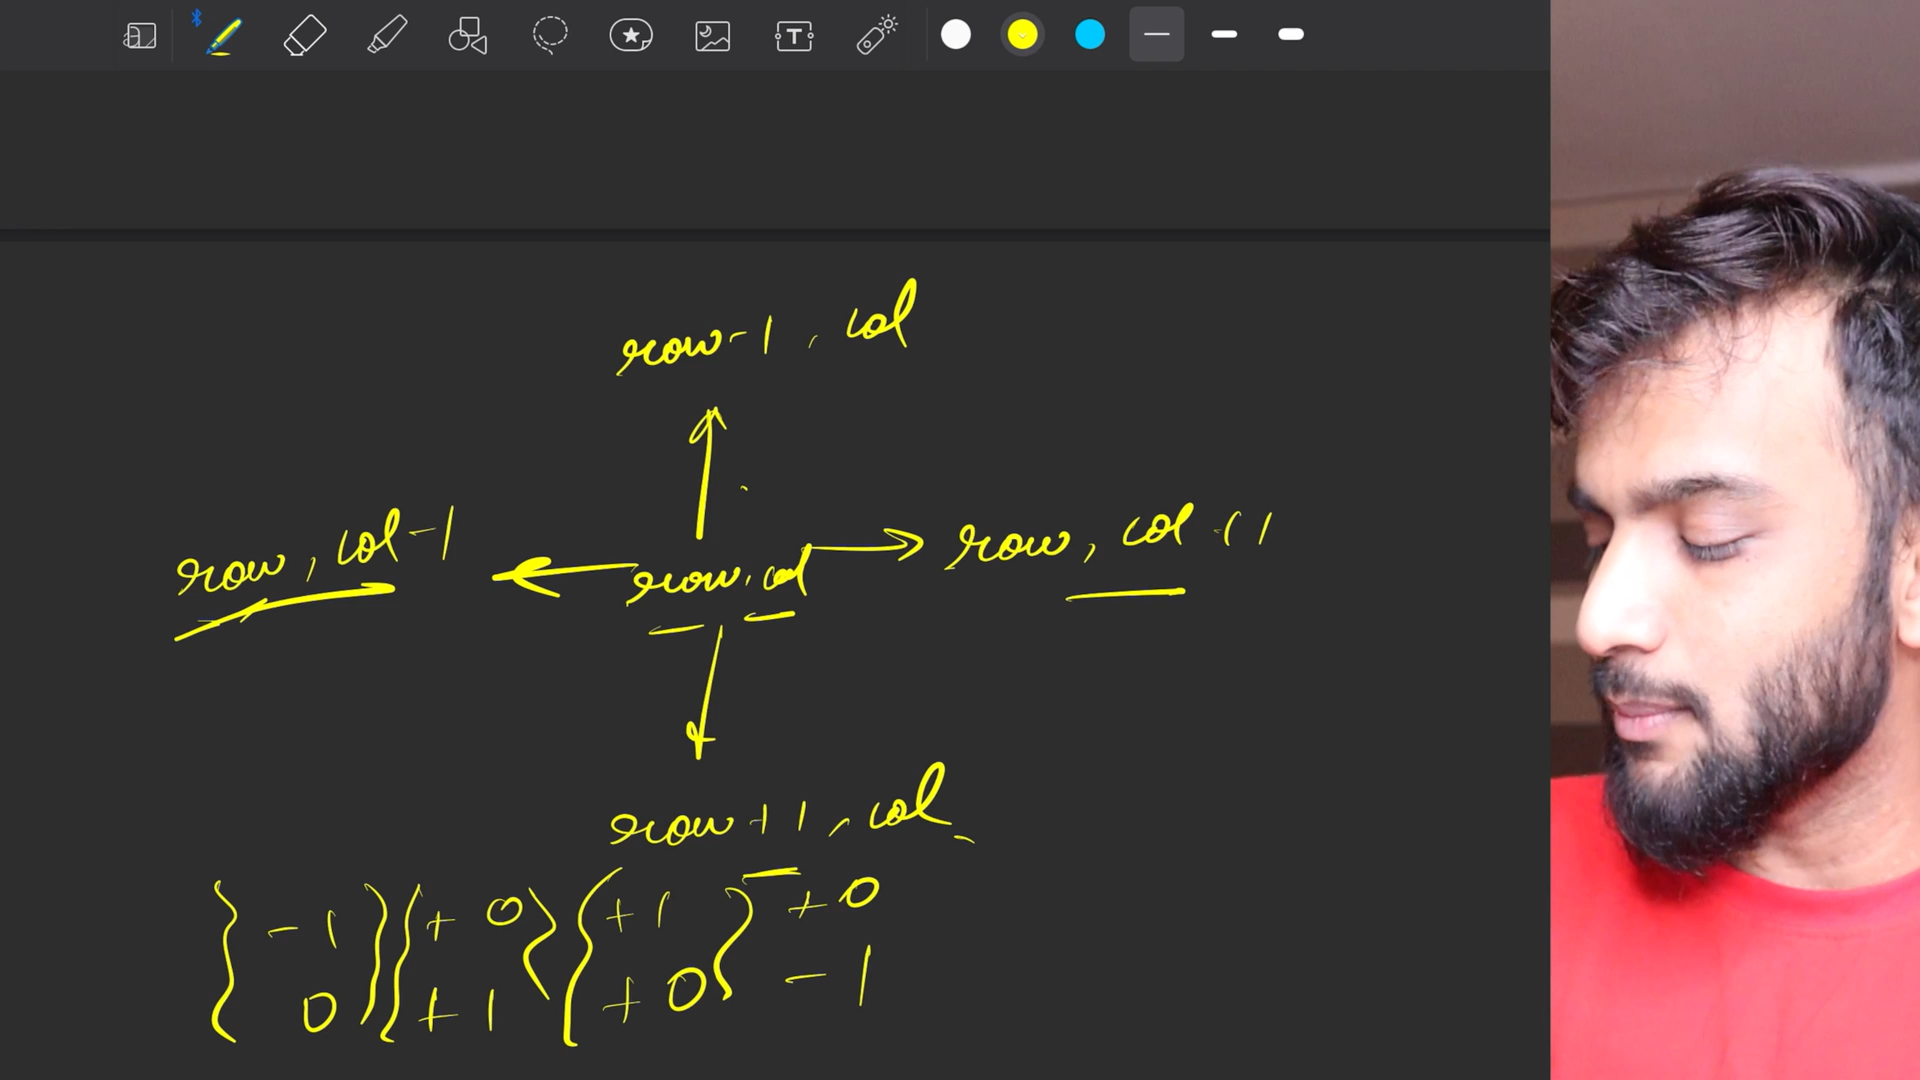 row-1, col
row, col-1
row, col
row, col+1
row+1, col
{-1} {+0} {+1} +0
{0} {+1} {+0} -1